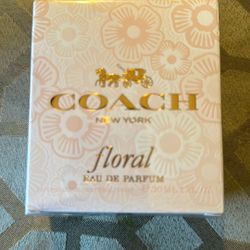 COACH
NEW YORK
floral
EAU DE PARFUM